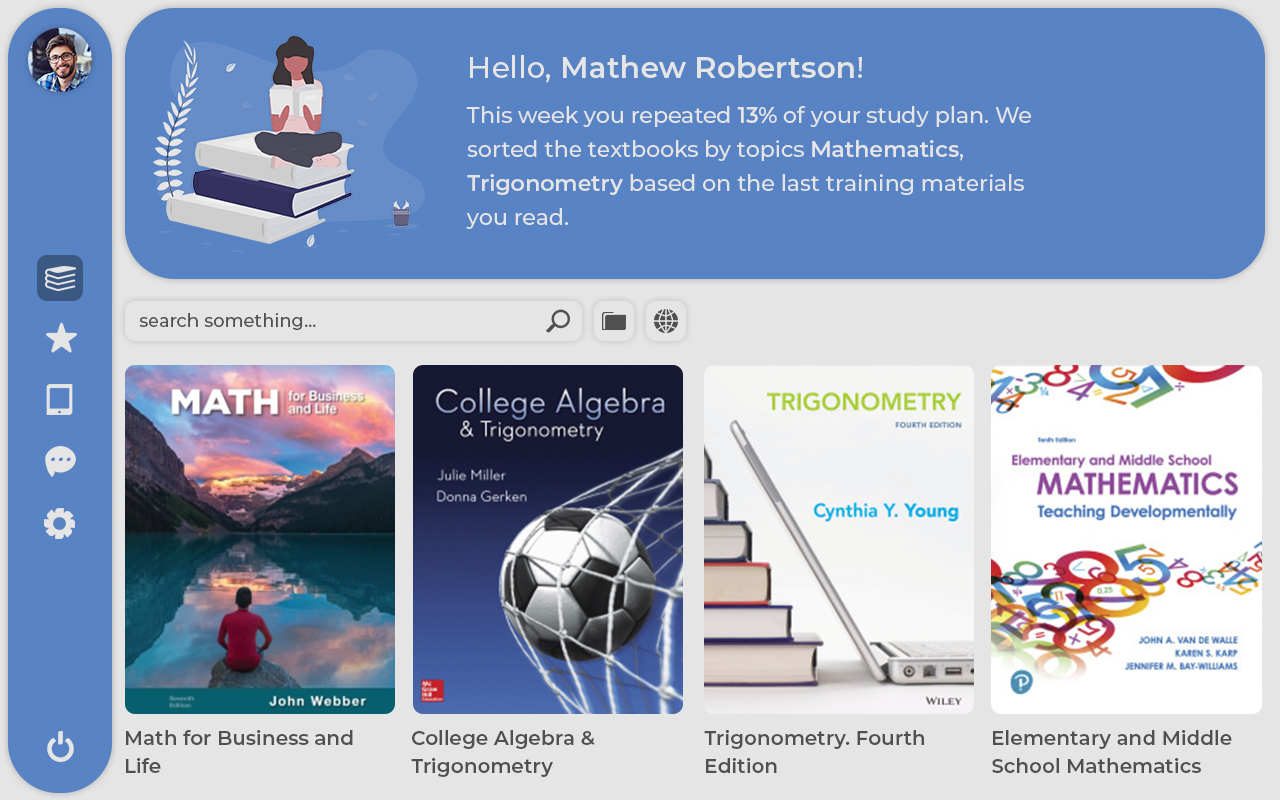 Hello, Mathew Robertson!
This week you repeated 13% of your study plan. We
sorted the textbooks by topics Mathematics,
Trigonometry based on the last training materials
you read.
search something...
MATH for Business
and Life
Seventh
Edition
John Webber
Math for Business and
Life
College Algebra
& Trigonometry
Julie Miller
Donna Gerken
Mc
Graw
Hill
Education
College Algebra &
Trigonometry
TRIGONOMETRY
FOURTH EDITION
Cynthia Y. Young
WILEY
Trigonometry. Fourth
Edition
Tenth Edition
Elementary and Middle School
MATHEMATICS
Teaching Developmentally
0.25
JOHN A. VAN DE WALLE
KAREN S. KARP
JENNIFER M. BAY-WILLIAMS
P
Elementary and Middle
School Mathematics